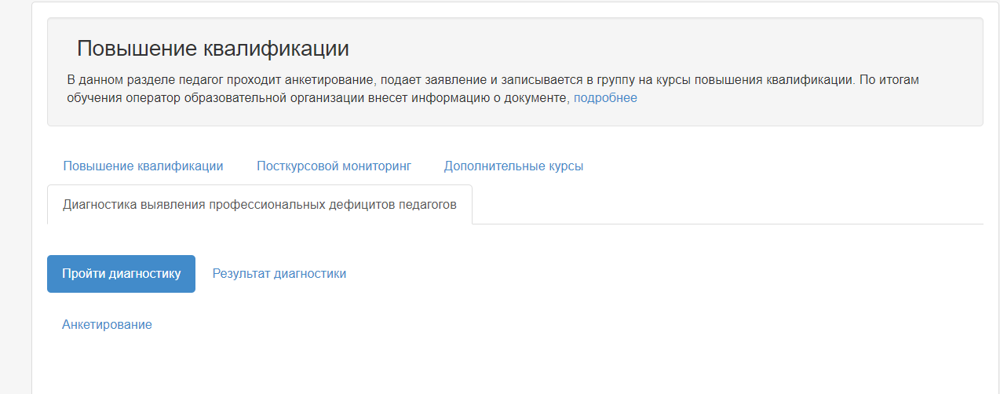 Повышение квалификации
В данном разделе педагог проходит анкетирование, подает заявление и записывается в группу на курсы повышения квалификации. По итогам
обучения оператор образовательной организации внесет информацию о документе, подробнее
Повышение квалификации Посткурсовой мониторинг Дополнительные курсы
Диагностика выявления профессиональных дефицитов педагогов
Пройти диагностику Результат диагностики
Анкетирование